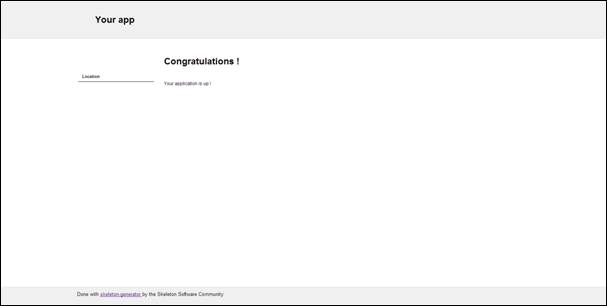 Your app
Congratulations !
Location
Your application is up !
Done with skeleton generator by the Skeleton Software Community